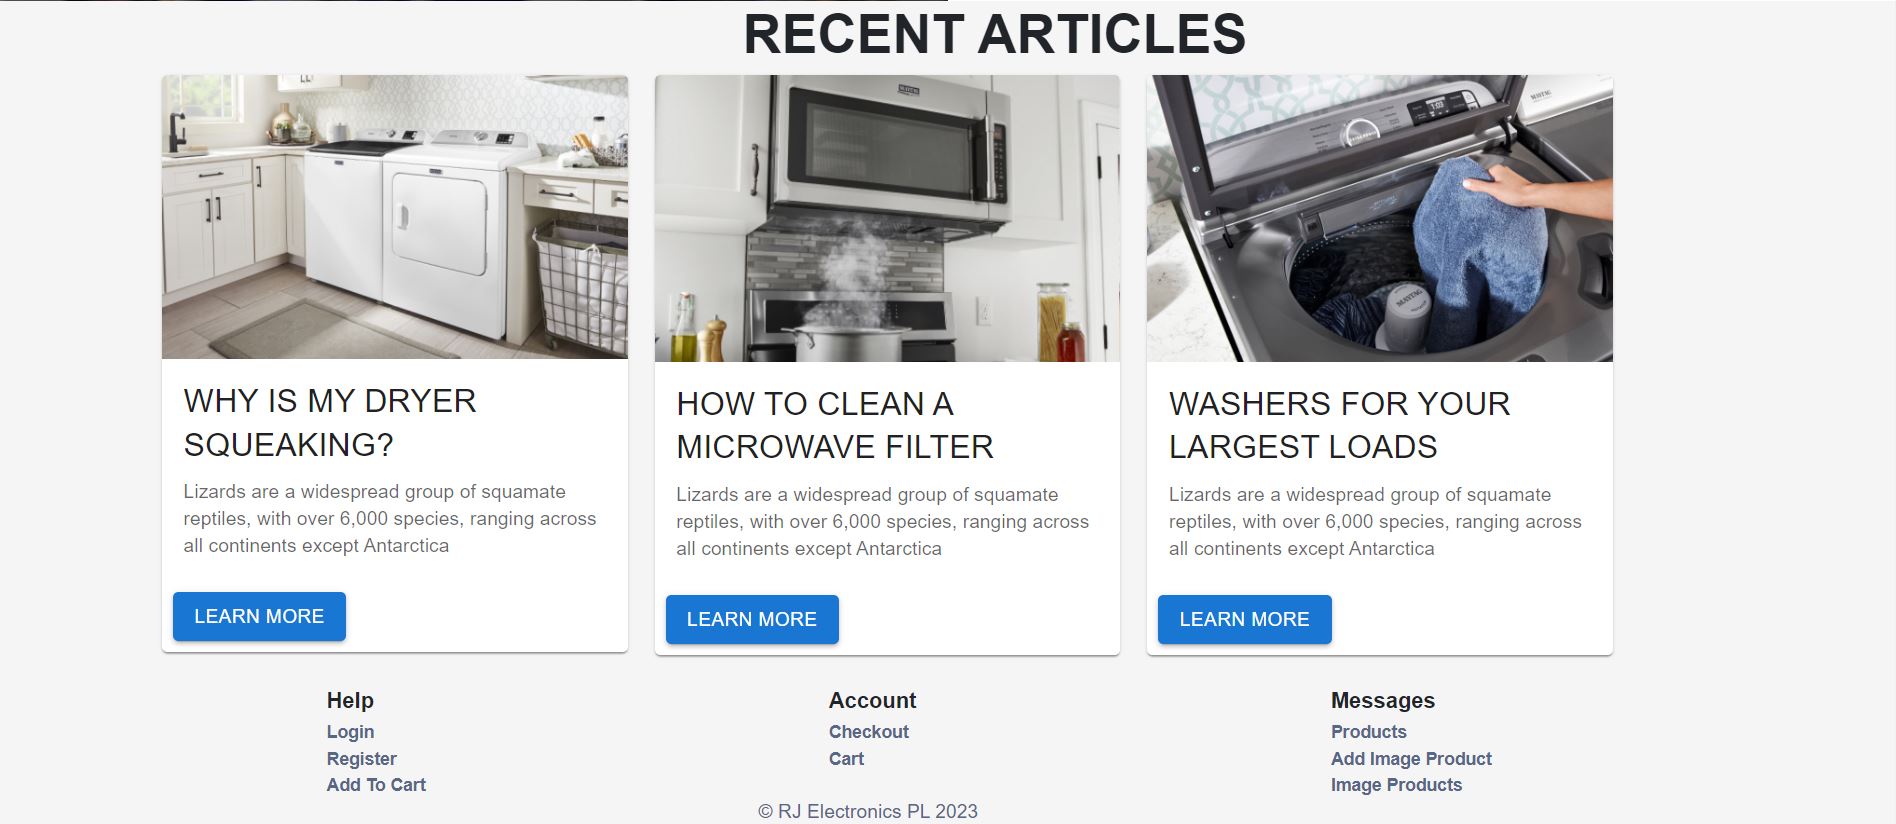 RECENT ARTICLES
MAYTAG
MAYTAG
1:03
MAYTAG
WHY IS MY DRYER
SQUEAKING?
Lizards are a widespread group of squamate
reptiles, with over 6,000 species, ranging across
all continents except Antarctica
LEARN MORE
HOW TO CLEAN A
MICROWAVE FILTER
Lizards are a widespread group of squamate
reptiles, with over 6,000 species, ranging across
all continents except Antarctica
LEARN MORE
WASHERS FOR YOUR
LARGEST LOADS
Lizards are a widespread group of squamate
reptiles, with over 6,000 species, ranging across
all continents except Antarctica
LEARN MORE
Help
Login
Register
Add To Cart
Account
Checkout
Cart
Messages
Products
Add Image Product
Image Products
© RJ Electronics PL 2023